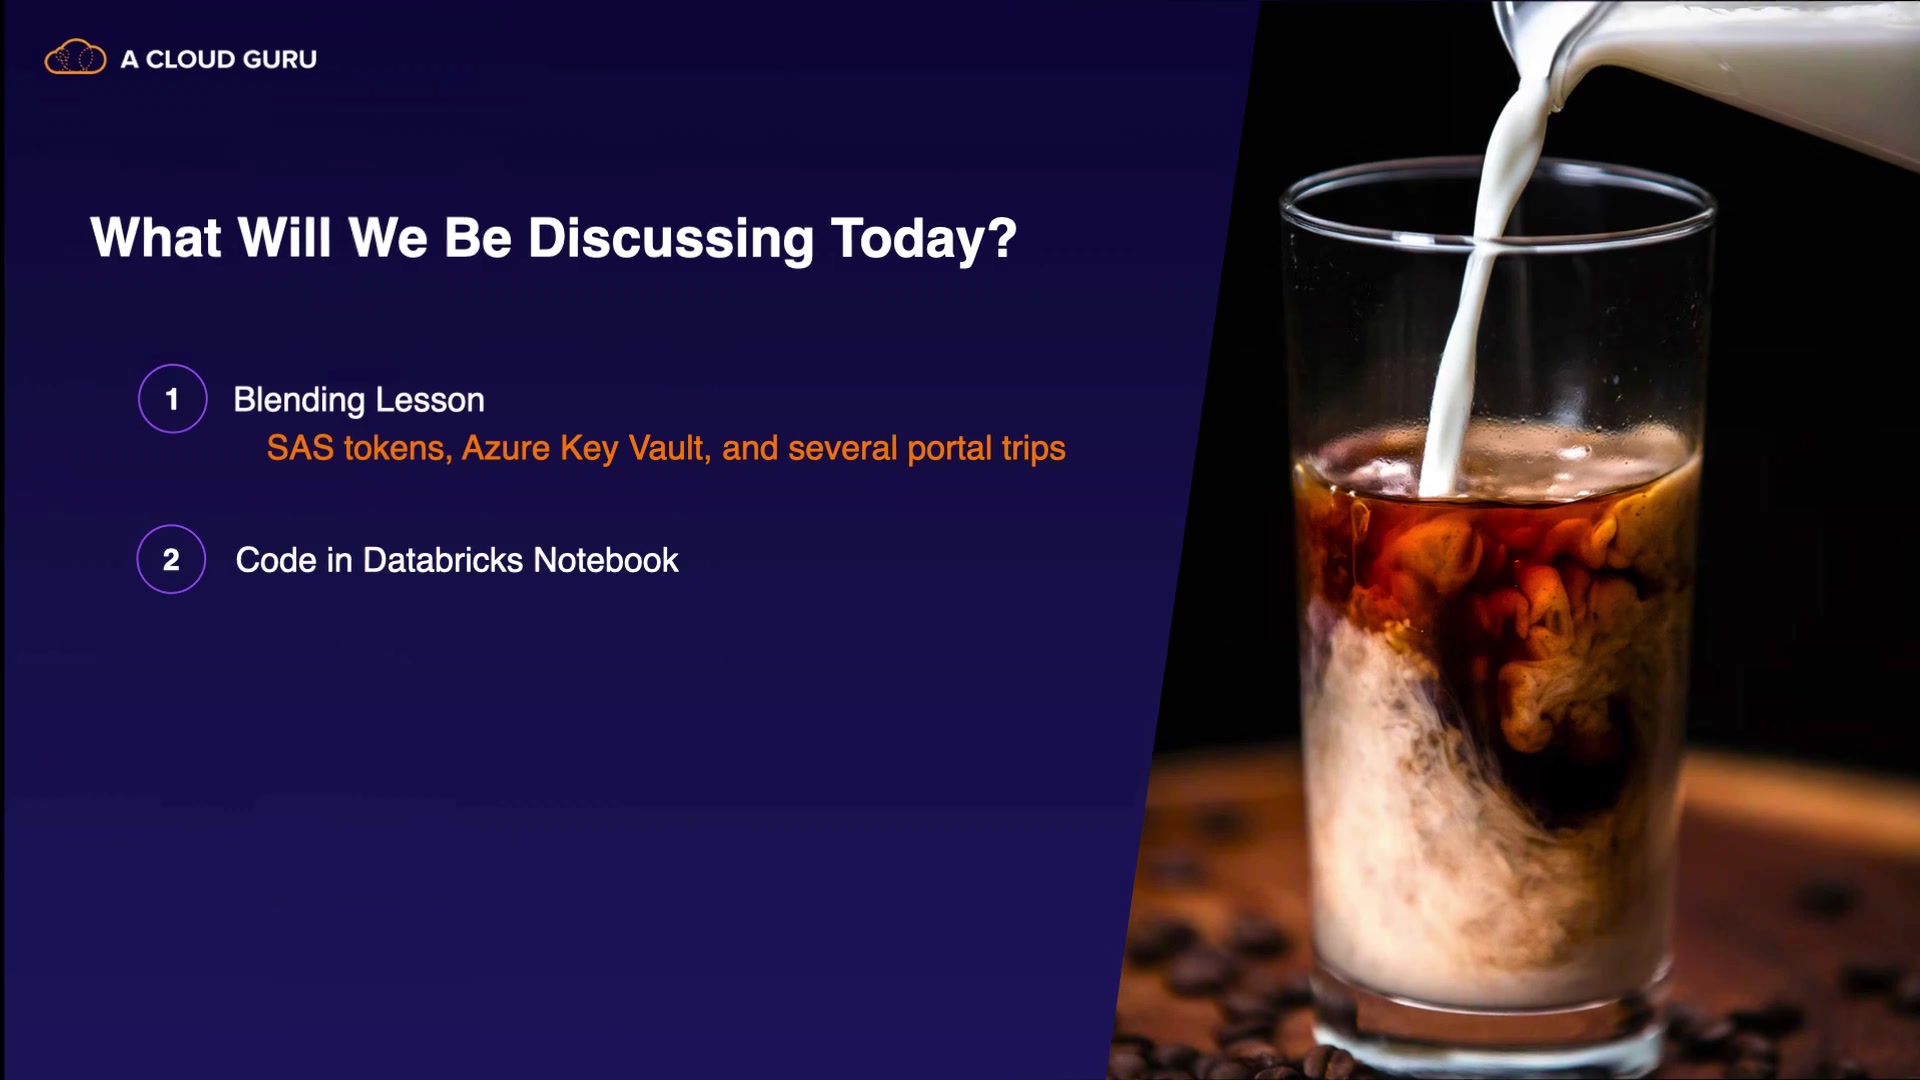 A CLOUD GURU
What Will We Be Discussing Today?
1 Blending Lesson
SAS tokens, Azure Key Vault, and several portal trips
2 Code in Databricks Notebook